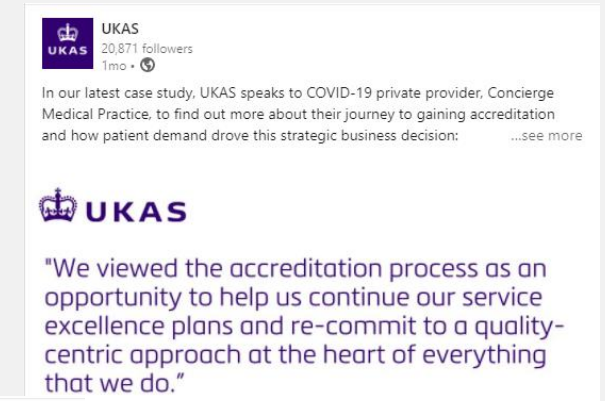 UKAS
UKAS
20,871 followers
1mo •
In our latest case study, UKAS speaks to COVID-19 private provider, Concierge
Medical Practice, to find out more about their journey to gaining accreditation
and how patient demand drove this strategic business decision: ...see more
UKAS
"We viewed the accreditation process as an
opportunity to help us continue our service
excellence plans and re-commit to a quality-
centric approach at the heart of everything
that we do.”